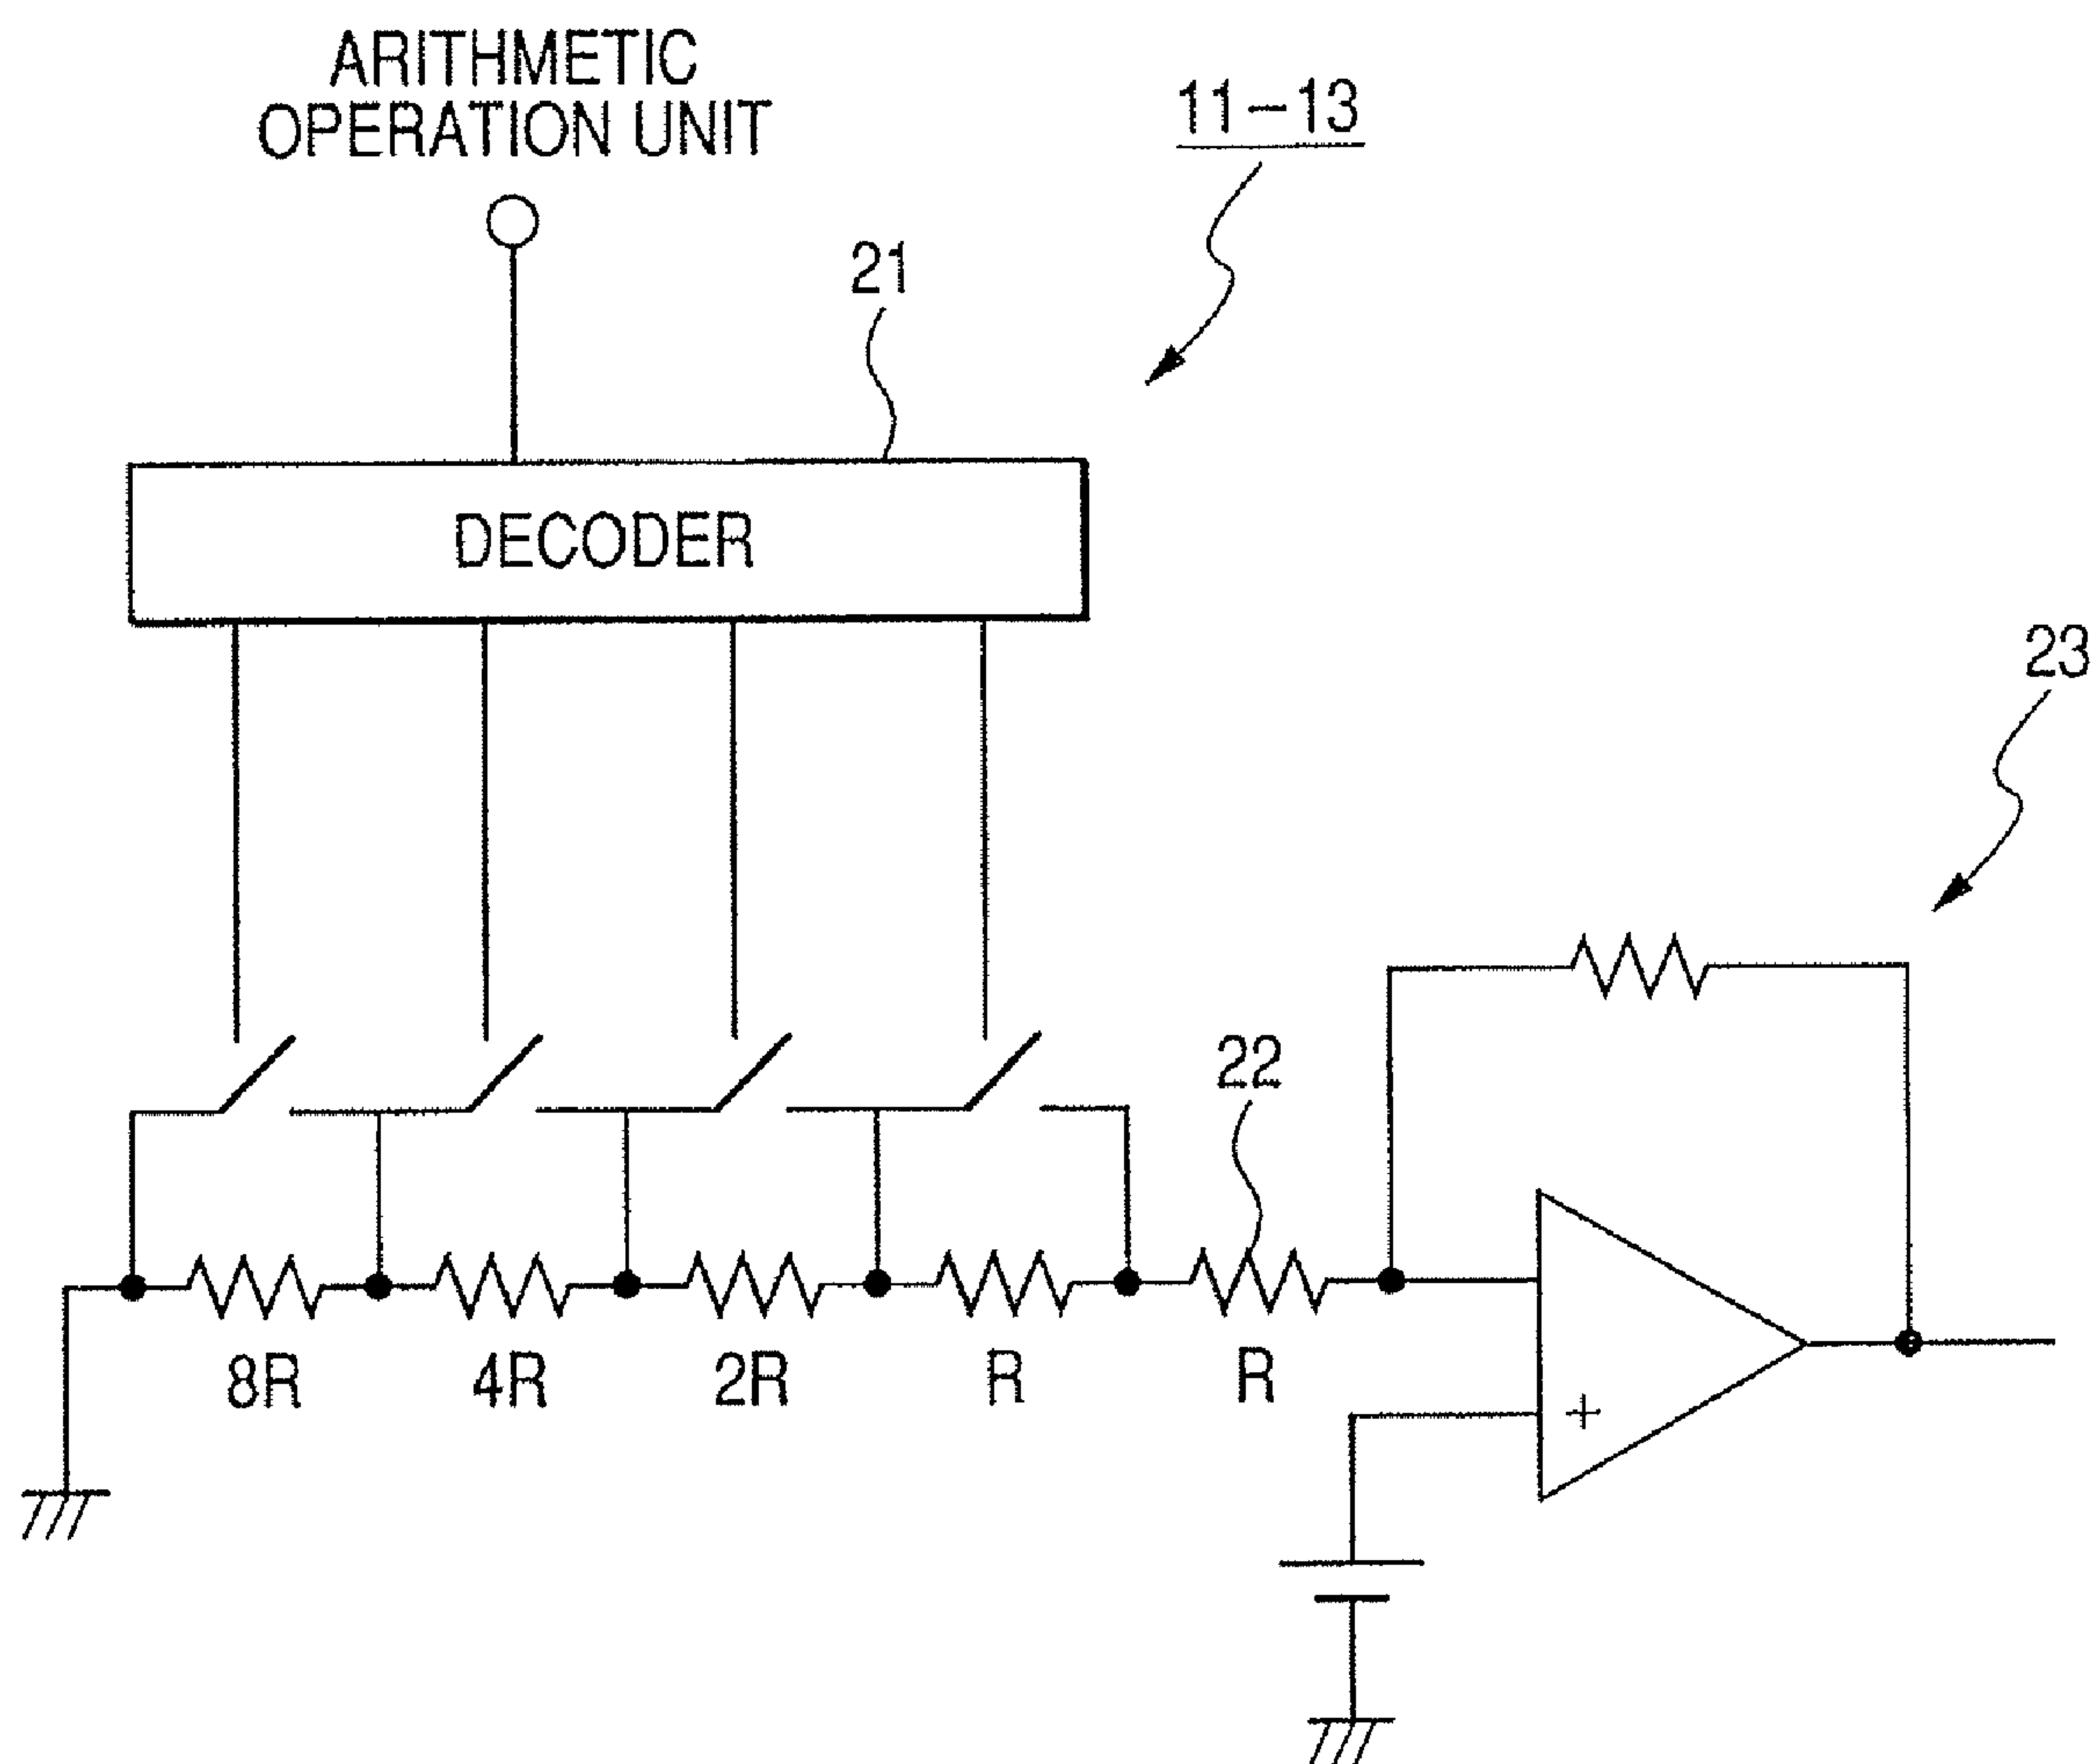 ARITHMETIC
OPERATION UNIT
11-13
21
DECODER
23
22
8R 4R 2R R R
+